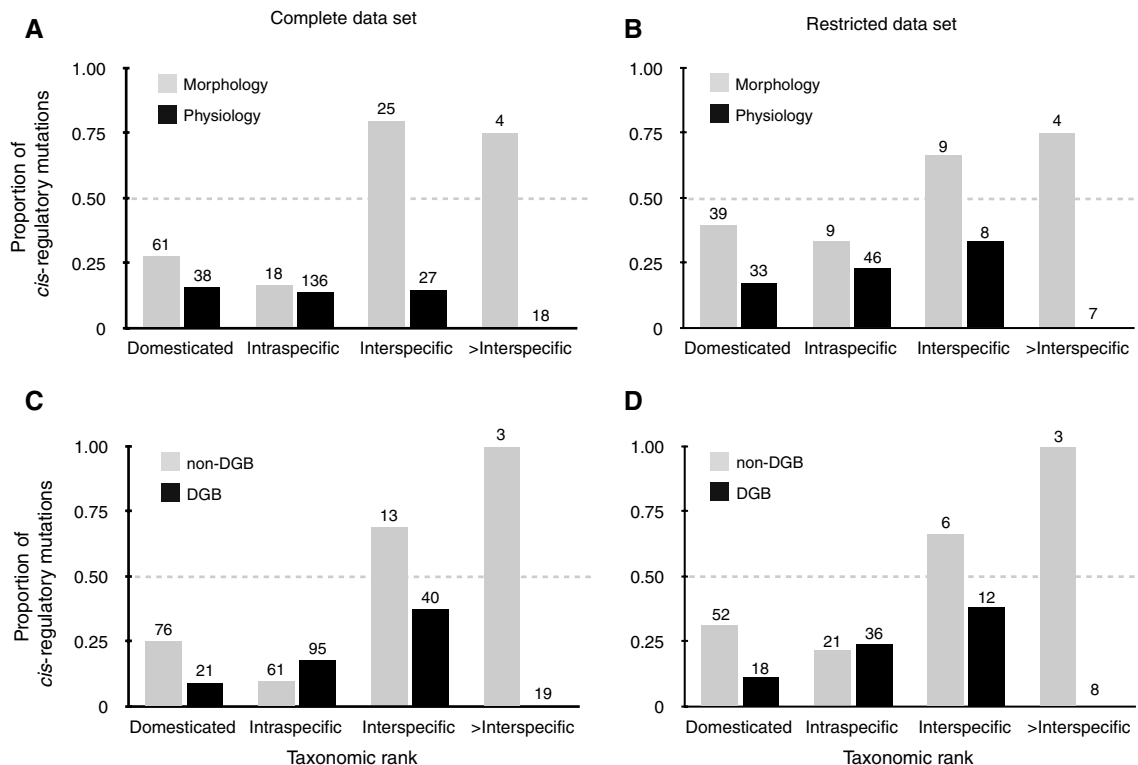 Complete data set
A
Proportion of
cis-regulatory mutations
1.00
0.75
0.50
0.25
0
Morphology
Physiology
61
38
18
136
25
27
4
18
Domesticated
Intraspecific
Interspecific
>Interspecific
Restricted data set
B
1.00
0.75
0.50
0.25
0
Morphology
Physiology
39
33
9
46
9
8
4
7
Domesticated
Intraspecific
Interspecific
>Interspecific
C
Proportion of
cis-regulatory mutations
1.00
0.75
0.50
0.25
0
non-DGB
DGB
76
21
61
95
13
40
3
19
Domesticated
Intraspecific
Interspecific
>Interspecific
Taxonomic rank
D
1.00
0.75
0.50
0.25
0
non-DGB
DGB
52
18
21
36
6
12
3
8
Domesticated
Intraspecific
Interspecific
>Interspecific
Taxonomic rank